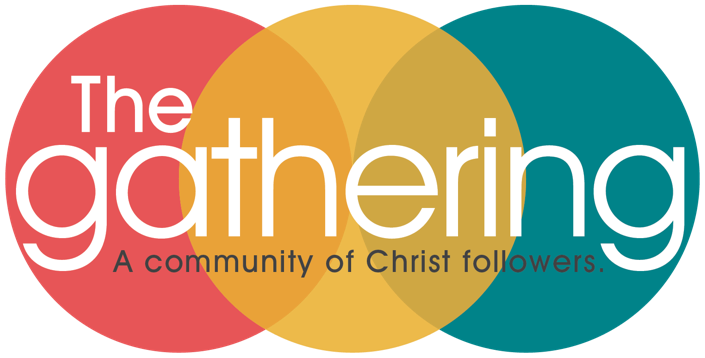 The
gathering
A community of Christ followers.